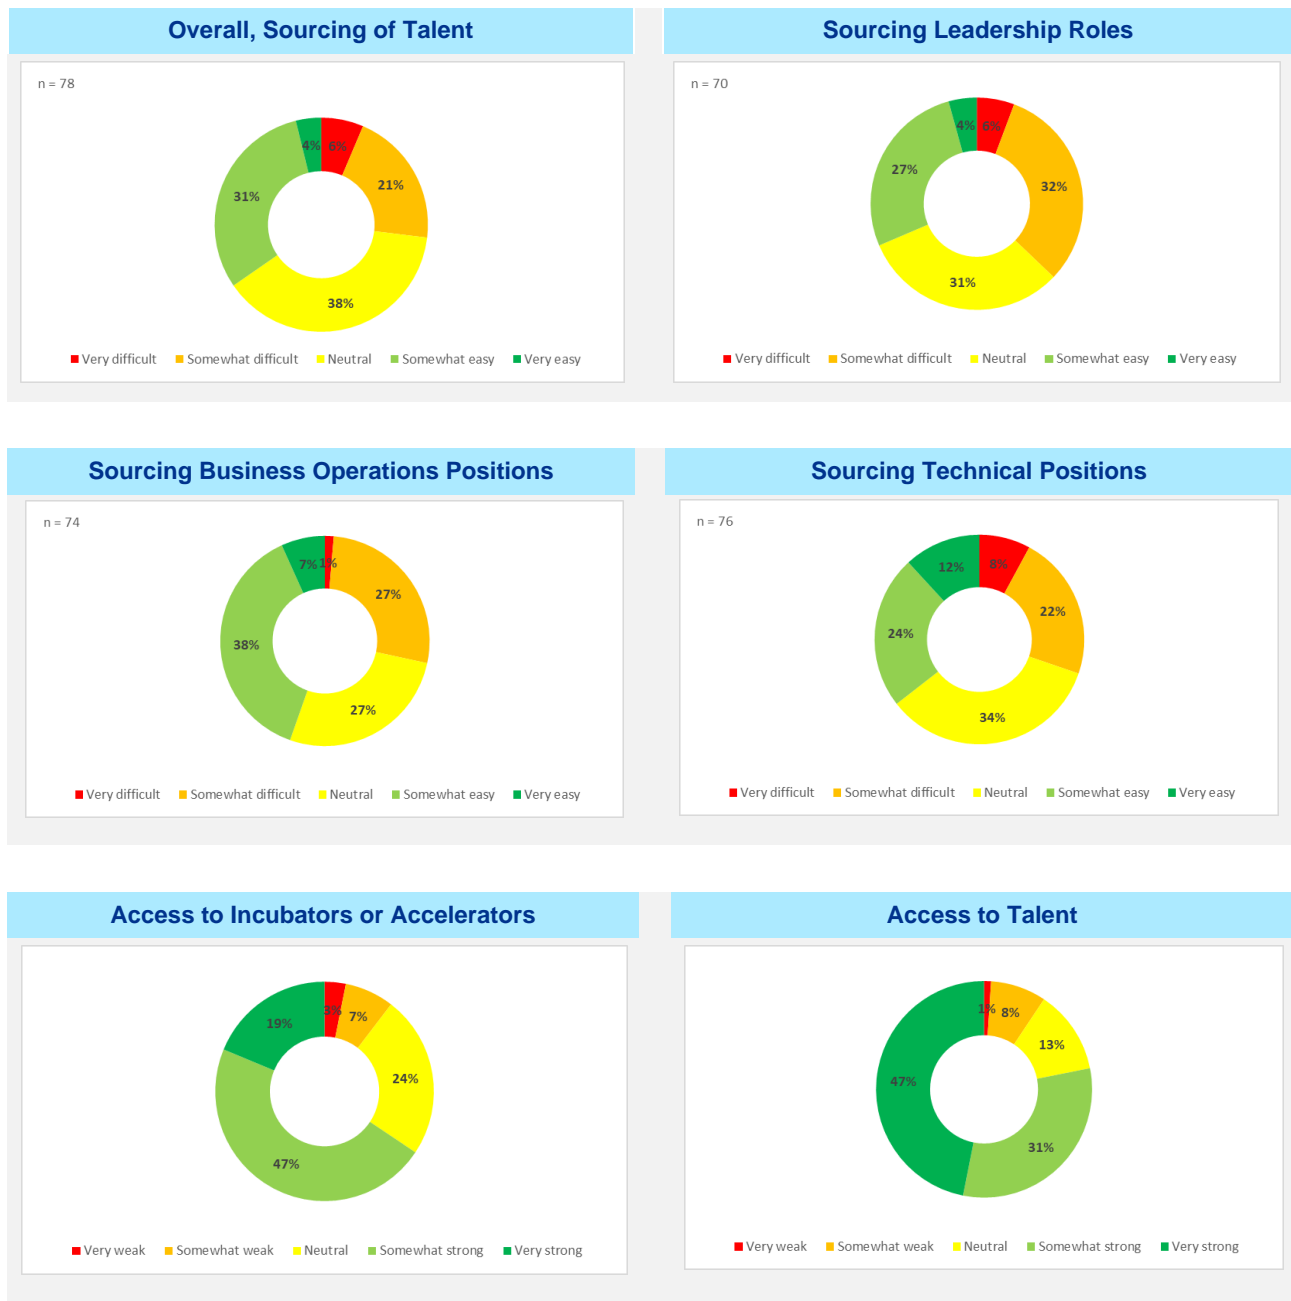 Overall, Sourcing of Talent
n = 78
4%
6%
21%
31%
38%
Very difficult Somewhat difficult Neutral Somewhat easy Very easy
Sourcing Leadership Roles
n = 70
4%
6%
32%
27%
31%
Very difficult Somewhat difficult Neutral Somewhat easy Very easy
Sourcing Business Operations Positions
n = 74
7%
1%
27%
38%
27%
Very difficult Somewhat difficult Neutral Somewhat easy Very easy
Sourcing Technical Positions
n = 76
12%
8%
22%
24%
34%
Very difficult Somewhat difficult Neutral Somewhat easy Very easy
Access to Incubators or Accelerators
3%
7%
19%
24%
47%
Very weak Somewhat weak Neutral Somewhat strong Very strong
Access to Talent
1%
8%
13%
47%
31%
Very weak Somewhat weak Neutral Somewhat strong Very strong